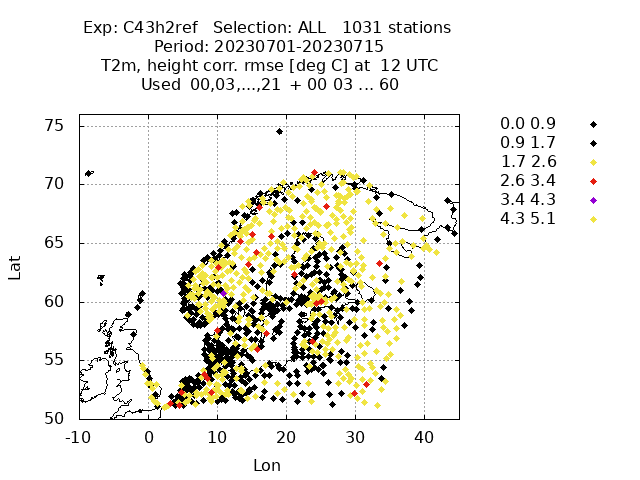 Exp: C43h2ref   Selection: ALL   1031 stations
Period: 20230701-20230715
T2m, height corr. rmse [deg C] at  12 UTC
Used  00,03,...,21  + 00 03 ... 60
75
70
65
60
55
50
Lat
-10 0 10 20 30 40
Lon
0.0 0.9
0.9 1.7
1.7 2.6
2.6 3.4
3.4 4.3
4.3 5.1